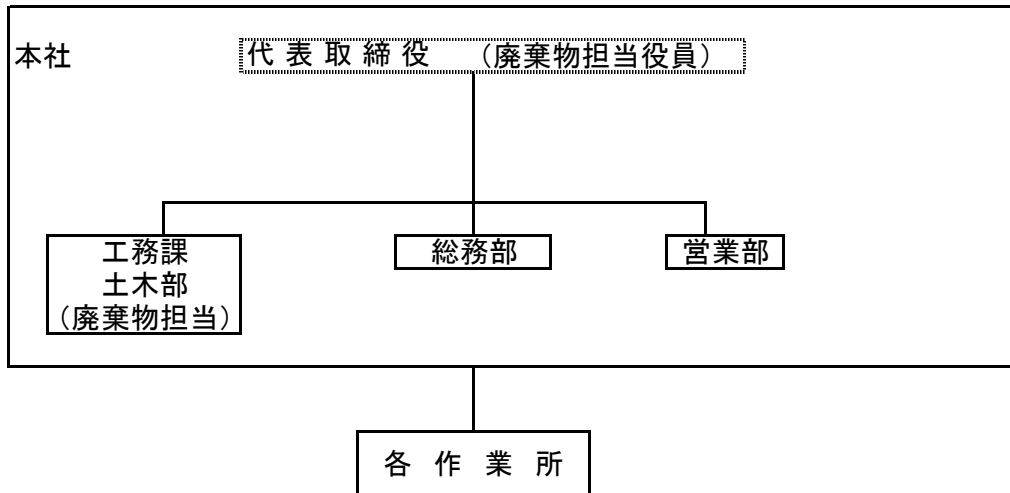 本社
代表取締役 (廃棄物担当役員)
工務課
土木部
(廃棄物担当)
総務部
営業部
各作業所